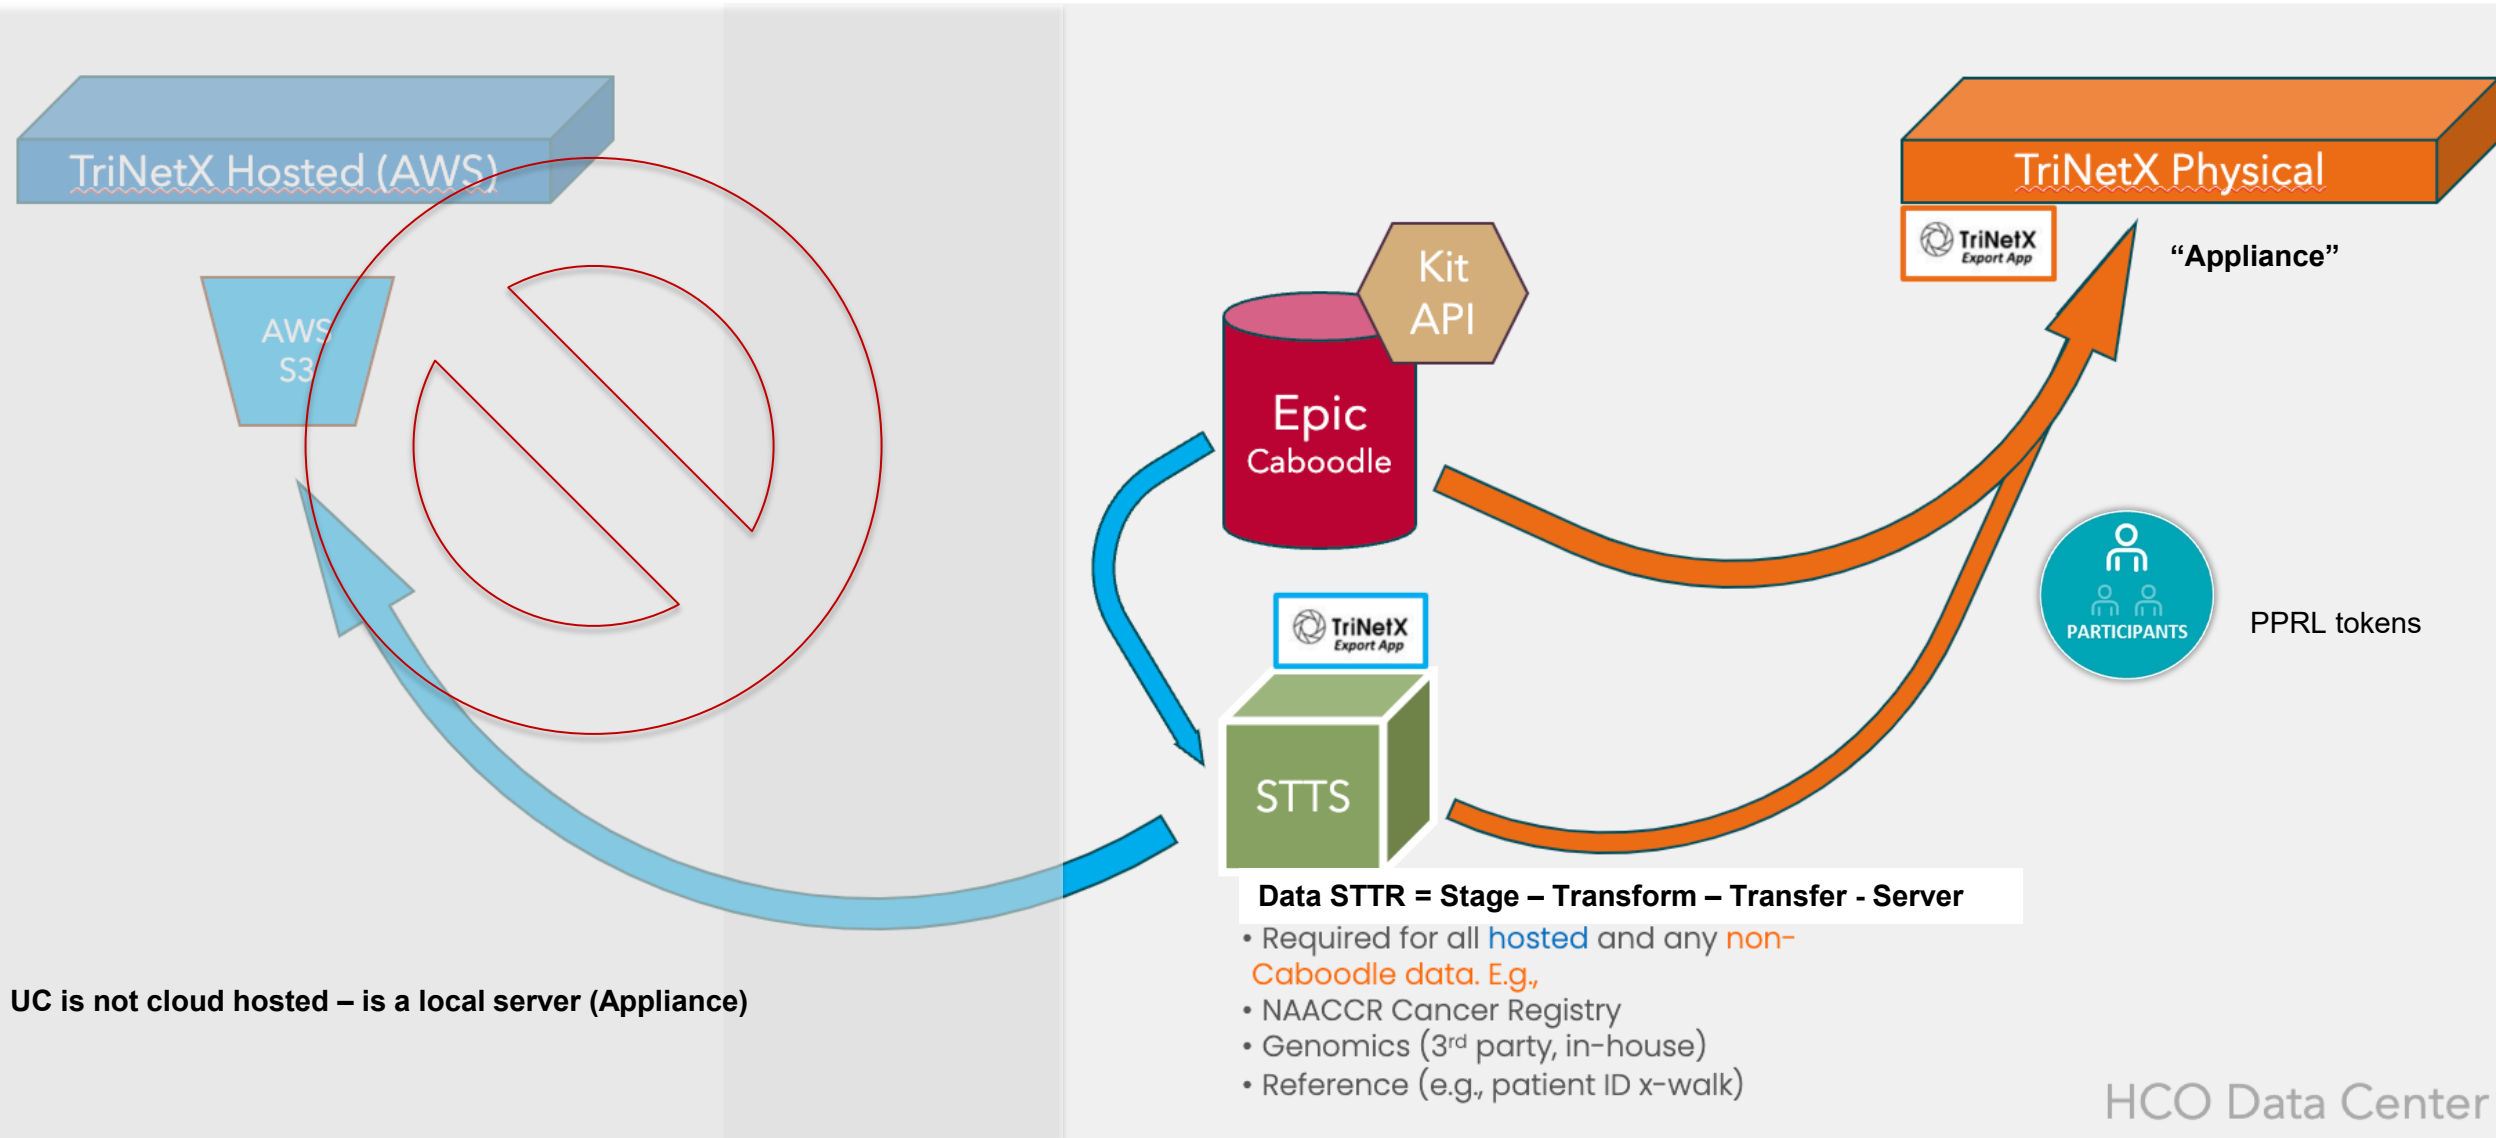 TriNetX Hosted (AWS)
AWS
S3
UC is not cloud hosted – is a local server (Appliance)
Kit
API
Epic
Caboodle
TriNetX
Export App
STTS
Data STTR = Stage – Transform – Transfer - Server
• Required for all hosted and any non-
Caboodle data. E.g.,
• NAACCR Cancer Registry
• Genomics (3rd party, in-house)
• Reference (e.g., patient ID x-walk)
TriNetX Physical
TriNetX
Export App
“Appliance”
PARTICIPANTS
PPRL tokens
HCO Data Center